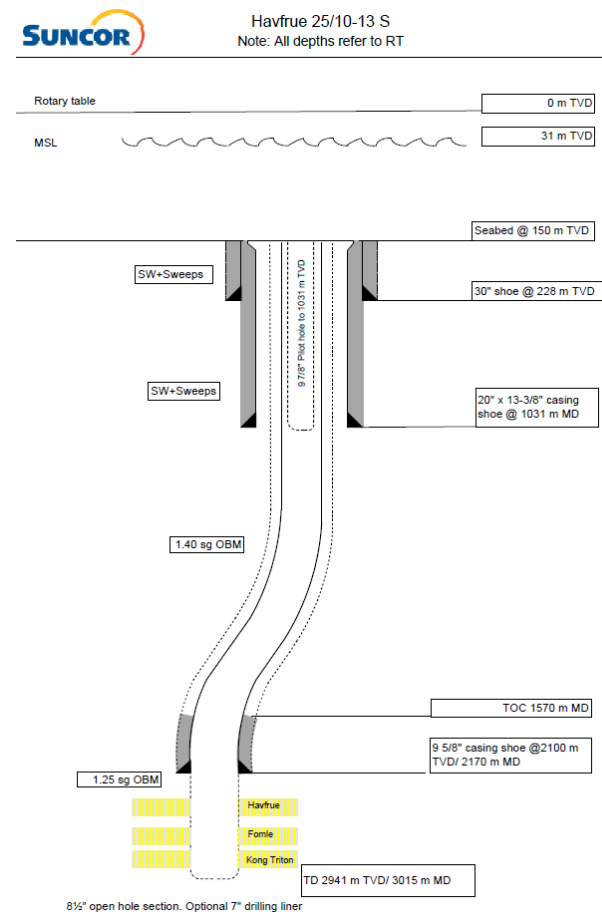 SUNCOR
Havfrue 25/10-13 S
Note: All depths refer to RT
Rotary table
0 m TVD
MSL
31 m TVD
Seabed @ 150 m TVD
SW+Sweeps
30" shoe @ 228 m TVD
9 7/8" Pilot hole to 1031 m TVD
SW+Sweeps
20" x 13-3/8" casing
shoe @ 1031 m MD
1.40 sg OBM
TOC 1570 m MD
9 5/8" casing shoe @2100 m
TVD/ 2170 m MD
1.25 sg OBM
Havfrue
Fomle
Kong Triton
TD 2941 m TVD/ 3015 m MD
8½" open hole section. Optional 7" drilling liner